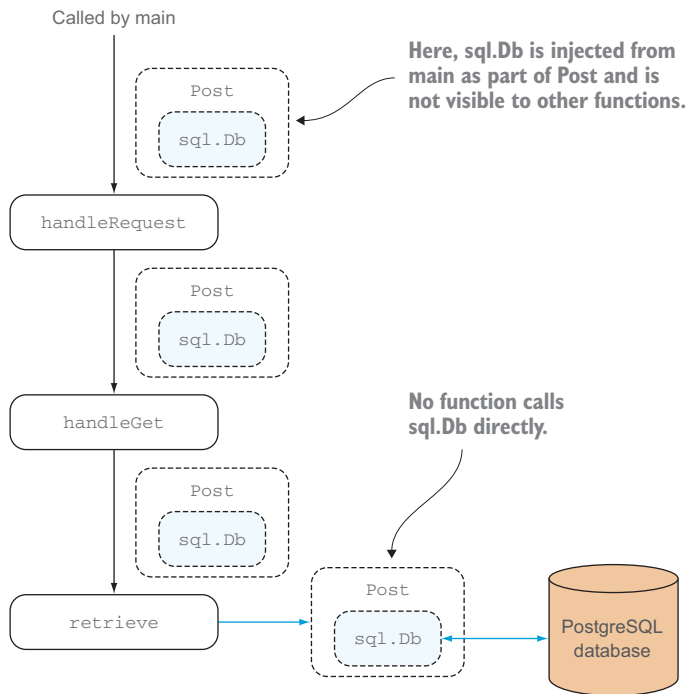 Called by main
Here, sql.Db is injected from
main as part of Post and is
not visible to other functions.
Post
sql.Db
handleRequest
Post
sql.Db
handleGet
No function calls
sql.Db directly.
Post
sql.Db
Post
retrieve
sql.Db
PostgreSQL
database